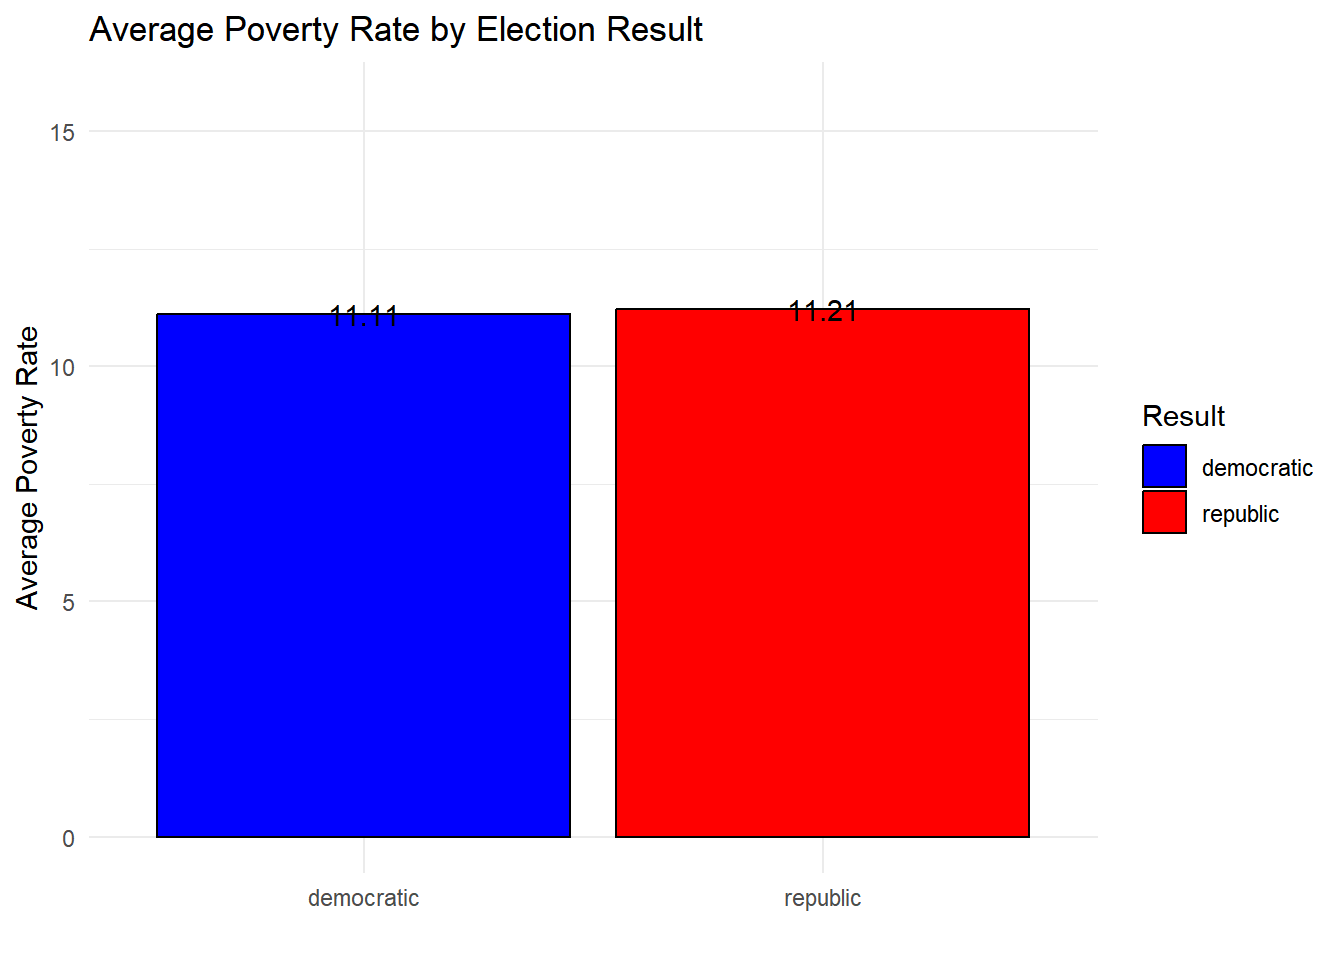 Average Poverty Rate by Election Result
Average Poverty Rate
15
10
5
0
11.11
11.21
democratic
republic
Result
democratic
republic